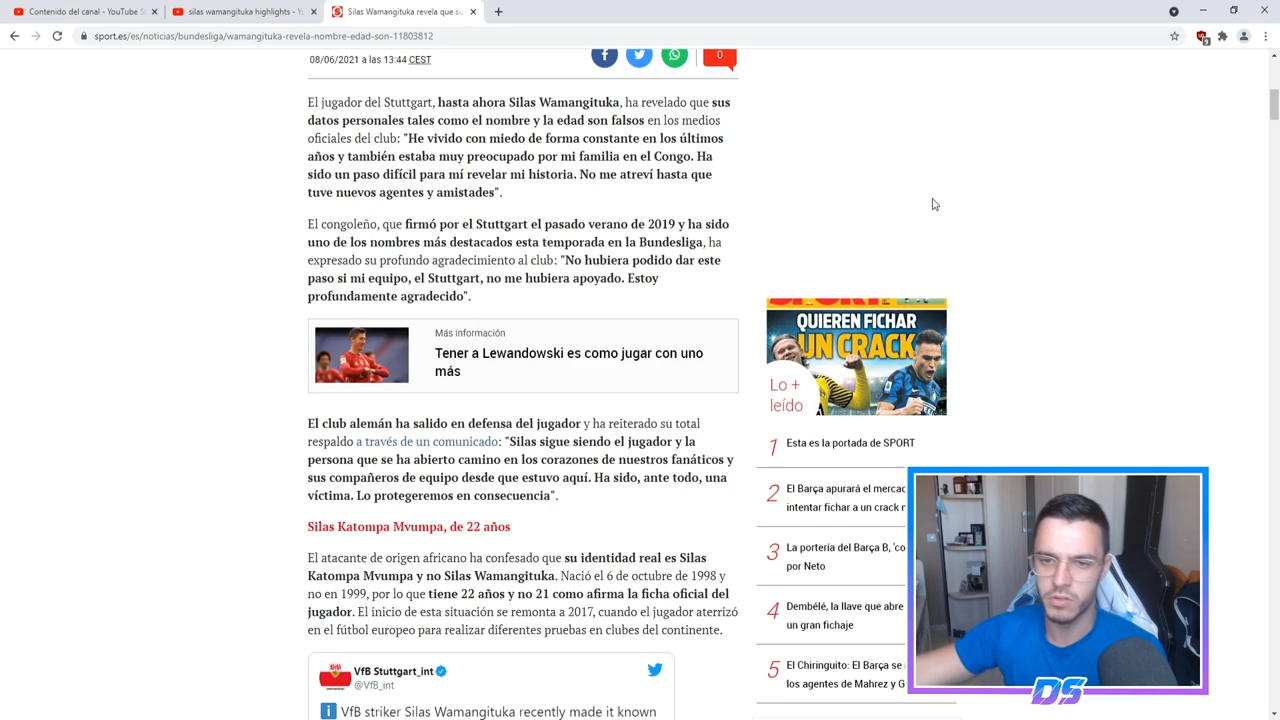 Contenido del canal - YouTube S
silas wamangituka highlights - Y
Silas Wamangituka revela que su
sport.es/es/noticias/bundesliga/wamangituka-revela-nombre-edad-son-11803812
9
08/06/2021 a las 13:44 CEST
0
El jugador del Stuttgart, hasta ahora Silas Wamangituka, ha revelado que sus
datos personales tales como el nombre y la edad son falsos en los medios
oficiales del club: "He vivido con miedo de forma constante en los últimos
años y también estaba muy preocupado por mi familia en el Congo. Ha
sido un paso difícil para mí revelar mi historia. No me atreví hasta que
tuve nuevos agentes y amistades".
El congoleño, que firmó por el Stuttgart el pasado verano de 2019 y ha sido
uno de los nombres más destacados esta temporada en la Bundesliga, ha
expresado su profundo agradecimiento al club: "No hubiera podido dar este
paso si mi equipo, el Stuttgart, no me hubiera apoyado. Estoy
profundamente agradecido".
Más información
Tener a Lewandowski es como jugar con uno
más
El club alemán ha salido en defensa del jugador y ha reiterado su total
respaldo a través de un comunicado: "Silas sigue siendo el jugador y la
persona que se ha abierto camino en los corazones de nuestros fanáticos y
sus compañeros de equipo desde que estuvo aquí. Ha sido, ante todo, una
víctima. Lo protegeremos en consecuencia".
Silas Katompa Mvumpa, de 22 años
El atacante de origen africano ha confesado que su identidad real es Silas
Katompa Mvumpa y no Silas Wamangituka. Nació el 6 de octubre de 1998 y
no en 1999, por lo que tiene 22 años y no 21 como afirma la ficha oficial del
jugador. El inicio de esta situación se remonta a 2017, cuando el jugador aterrizó
en el fútbol europeo para realizar diferentes pruebas en clubes del continente.
VfB Stuttgart_int
@VfB_int
VfB striker Silas Wamangituka recently made it known
SPORT
QUIEREN FICHAR
UN CRACK
Lo +
leído
1 Esta es la portada de SPORT
2 El Barça apurará el mercac
intentar fichar a un crack r
3 La portería del Barça B, 'co
por Neto
4 Dembélé, la llave que abre
un gran fichaje
5 El Chiringuito: El Barça se
los agentes de Mahrez y G
DS